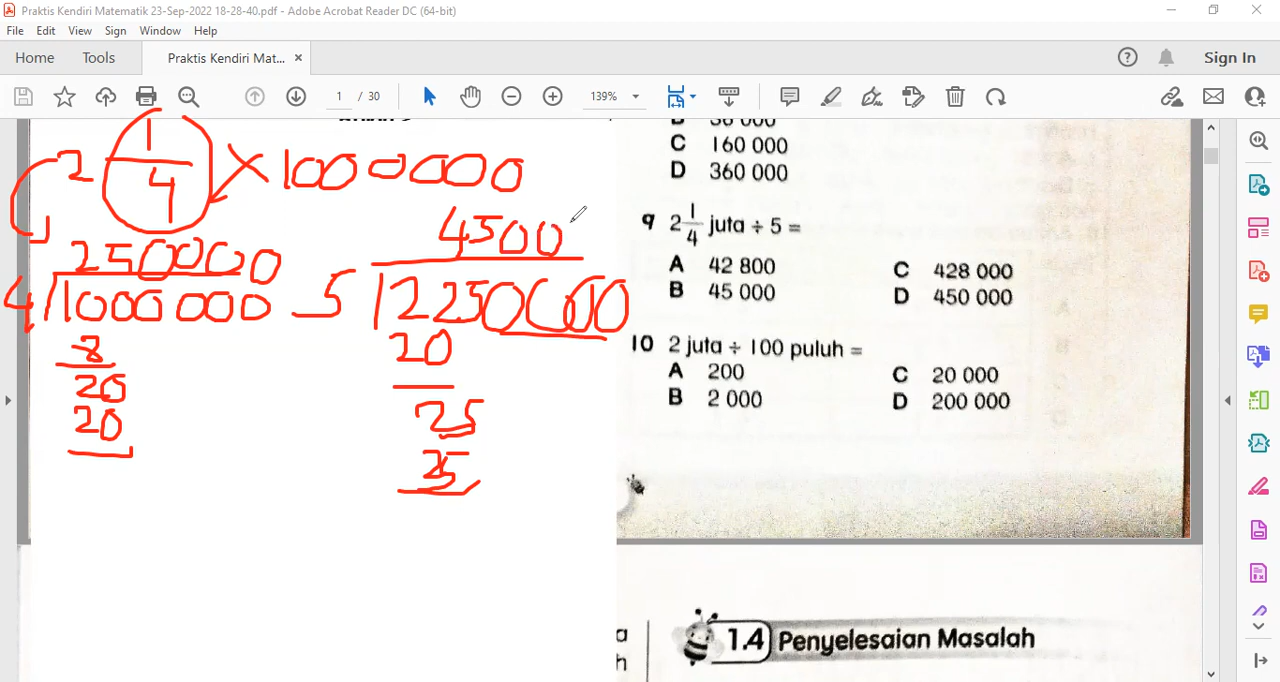 Praktis Kendiri Matematik 23-Sep-2022 18-28-40.pdf - Adobe Acrobat Reader DC (64-bit)
File Edit View Sign Window Help
Home Tools Praktis Kendiri Mat... × Sign In
1 / 30 139%
1
2 4 × 1000000
4500
250000
4 1000000
5 2250000
8
20
20
20
25
25
C 160 000
D 360 000
9 2 1/4 juta ÷ 5 =
A 42 800 C 428 000
B 45 000 D 450 000
10 2 juta ÷ 100 puluh =
A 200 C 20 000
B 2 000 D 200 000
1.4 Penyelesaian Masalah